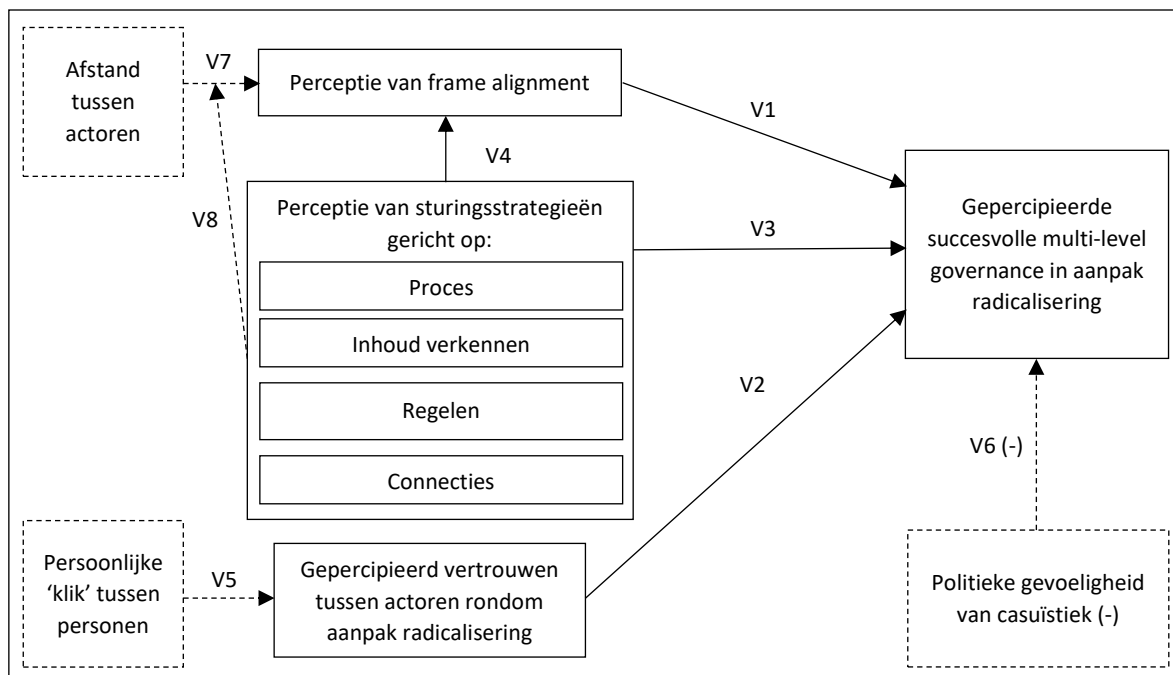 Afstand
tussen
actoren
V7
Perceptie van frame alignment
V1
V4
V8
Perceptie van sturingsstrategieën
gericht op:
Proces
Inhoud verkennen
Regelen
Connecties
V3
Gepercipieerde
succesvolle multi-level
governance in aanpak
radicalisering
V2
V6 (-)
Persoonlijke
‘klik’ tussen
personen
V5
Gepercipieerd vertrouwen
tussen actoren rondom
aanpak radicalisering
Politieke gevoeligheid
van casuïstiek (-)